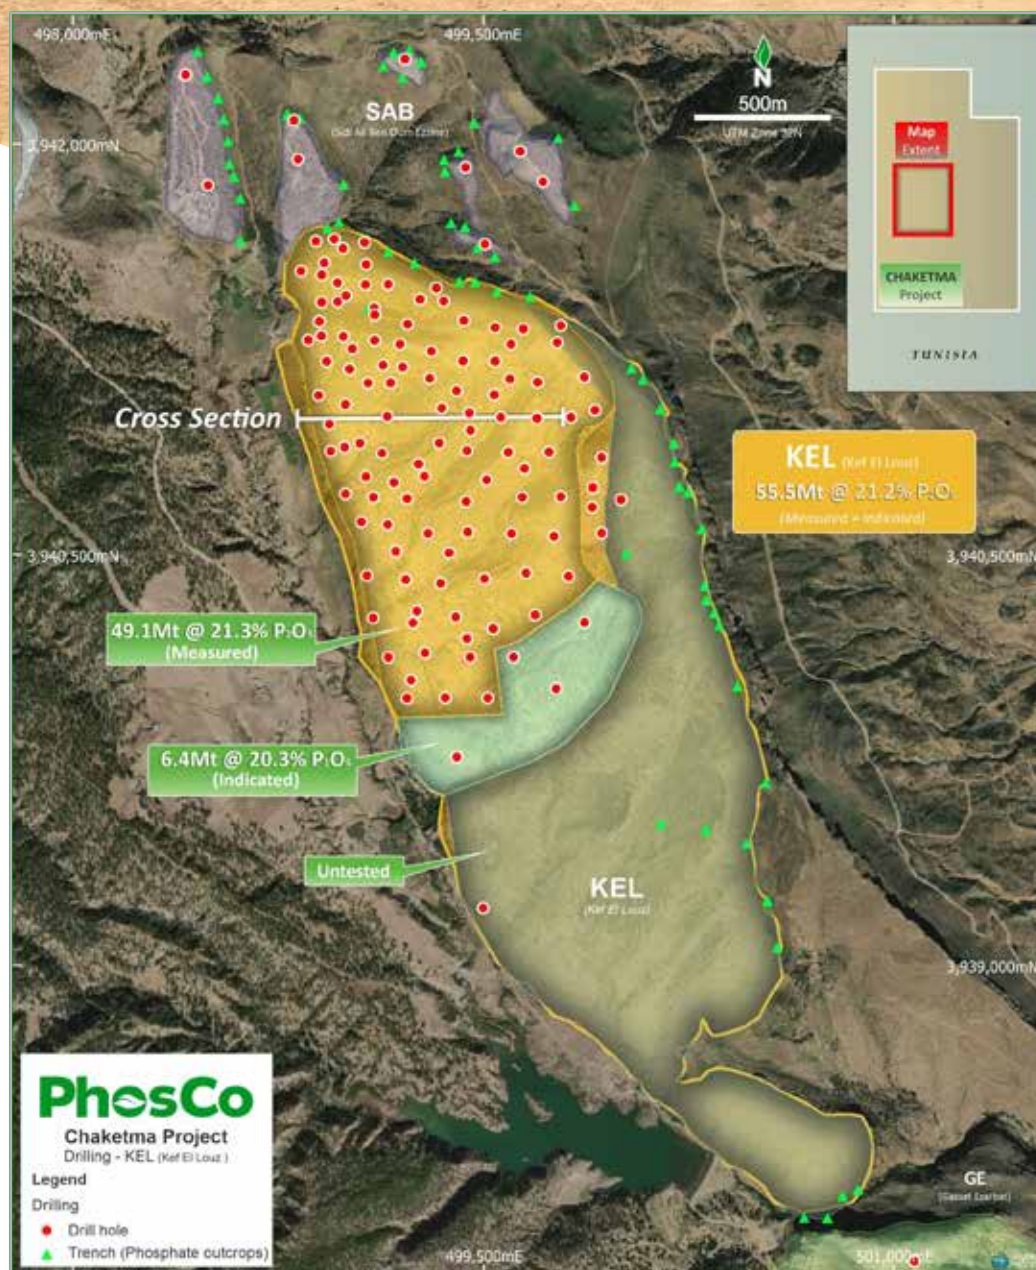 498,000mE
499,500mE
SAB
N
500m
3,942,000mN
Map
Extent
CHAKETMA
Project
TUNISIA
Cross Section
KEL (Kef El Louz)
55.5Mt @ 21.2% P₂O₅
(Measured + Indicated)
3,940,500mN
3,940,500mN
49.1Mt @ 21.3% P₂O₅
(Measured)
6.4Mt @ 20.3% P₂O₅
(Indicated)
Untested
KEL
(Kef El Louz)
3,939,000mN
PhosCo
Chaketma Project
Drilling - KEL (Kef El Louz )
Legend
Drilling
Drill hole
Trench (Phosphate outcrops)
GE
499,500mE
501,000mE